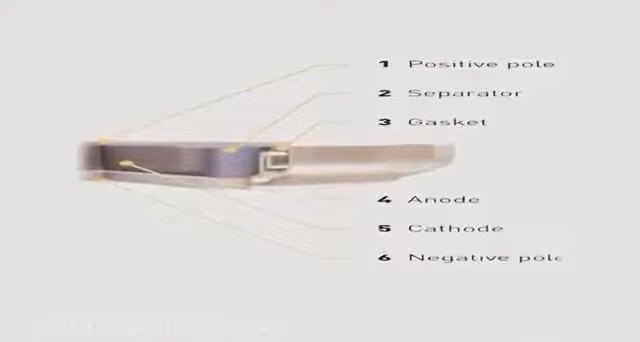 1 Positive pole
2 Separator
3 Gasket
4 Anode
5 Cathode
6 Negative pole